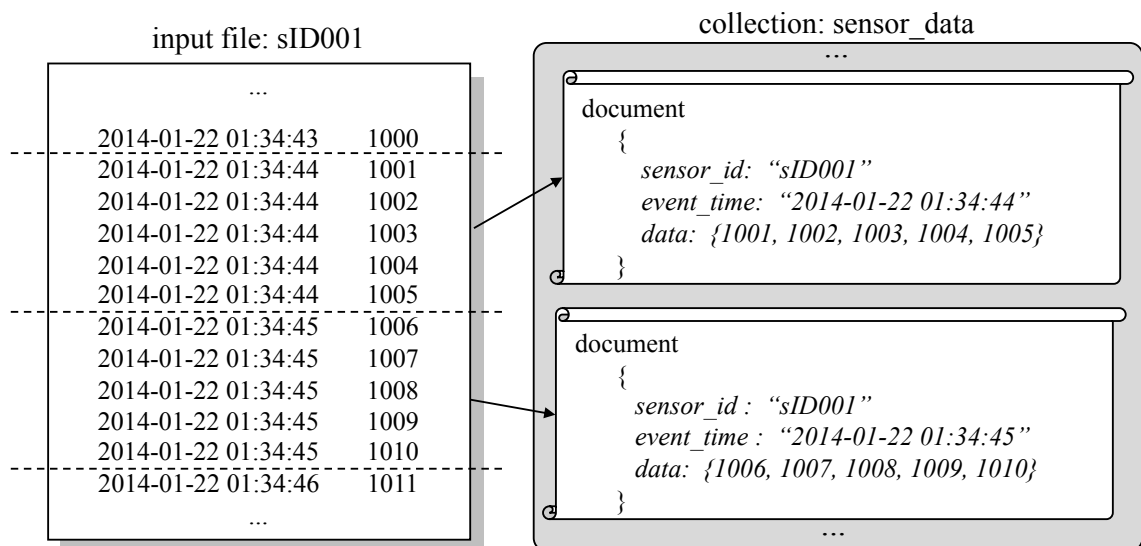 input file: sID001
...
2014-01-22 01:34:43 1000
2014-01-22 01:34:44 1001
2014-01-22 01:34:44 1002
2014-01-22 01:34:44 1003
2014-01-22 01:34:44 1004
2014-01-22 01:34:44 1005
2014-01-22 01:34:45 1006
2014-01-22 01:34:45 1007
2014-01-22 01:34:45 1008
2014-01-22 01:34:45 1009
2014-01-22 01:34:45 1010
2014-01-22 01:34:46 1011
...
collection: sensor_data
...
document
{
sensor_id: “sID001”
event_time: “2014-01-22 01:34:44”
data: {1001, 1002, 1003, 1004, 1005}
}
document
{
sensor_id : “sID001”
event_time : “2014-01-22 01:34:45”
data: {1006, 1007, 1008, 1009, 1010}
}
...